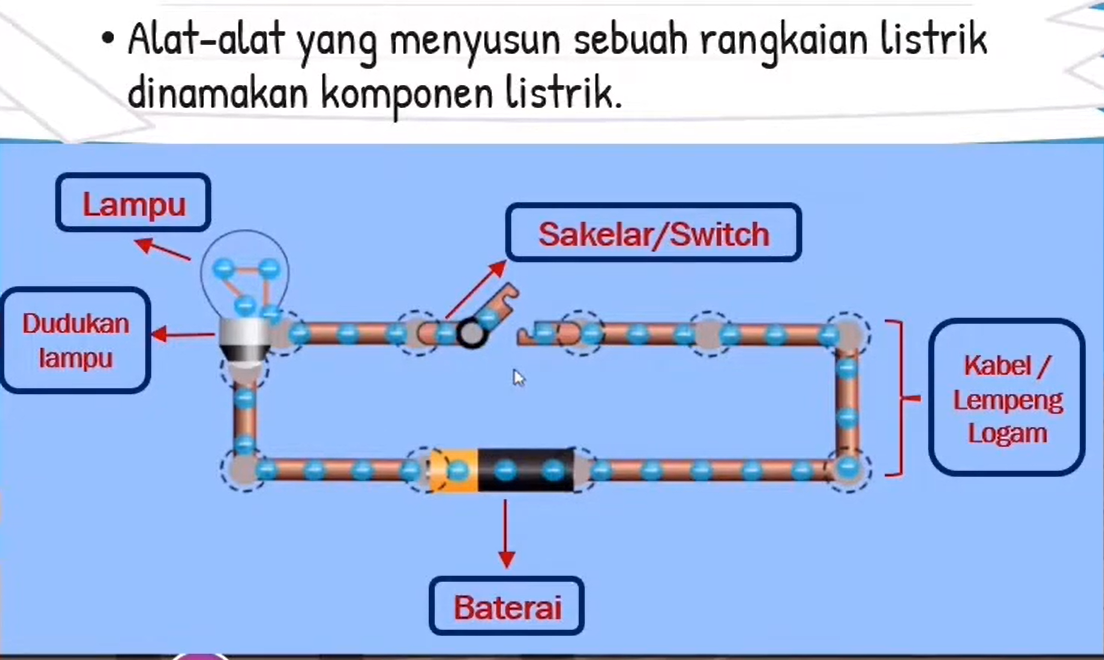 • Alat-alat yang menyusun sebuah rangkaian listrik
dinamakan komponen listrik.
Lampu
Sakelar/Switch
Dudukan
lampu
Kabel /
Lempeng
Logam
Baterai